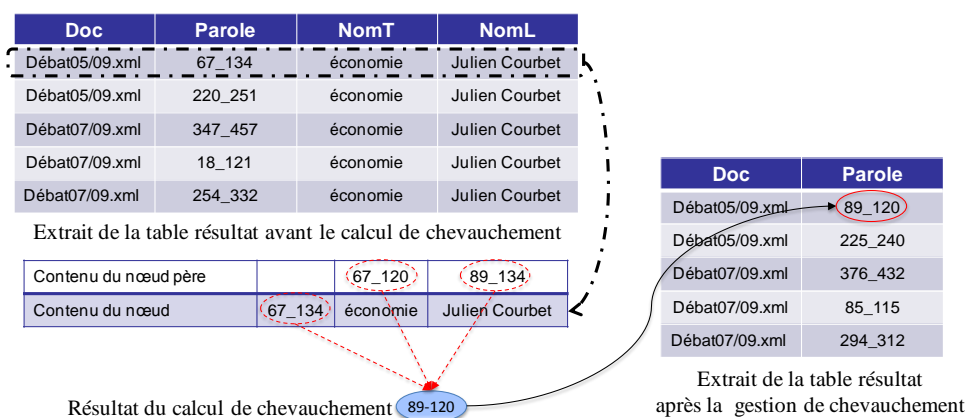 Doc Parole NomT NomL
Débat05/09.xml 67_134 économie Julien Courbet
Débat05/09.xml 220_251 économie Julien Courbet
Débat07/09.xml 347_457 économie Julien Courbet
Débat07/09.xml 18_121 économie Julien Courbet
Débat07/09.xml 254_332 économie Julien Courbet
Extrait de la table résultat avant le calcul de chevauchement
Contenu du nœud père 67_120 89_134
Contenu du nœud 67_134 économie Julien Courbet
Résultat du calcul de chevauchement 89-120
Doc Parole
Débat05/09.xml 89_120
Débat05/09.xml 225_240
Débat07/09.xml 376_432
Débat07/09.xml 85_115
Débat07/09.xml 294_312
Extrait de la table résultat
après la gestion de chevauchement